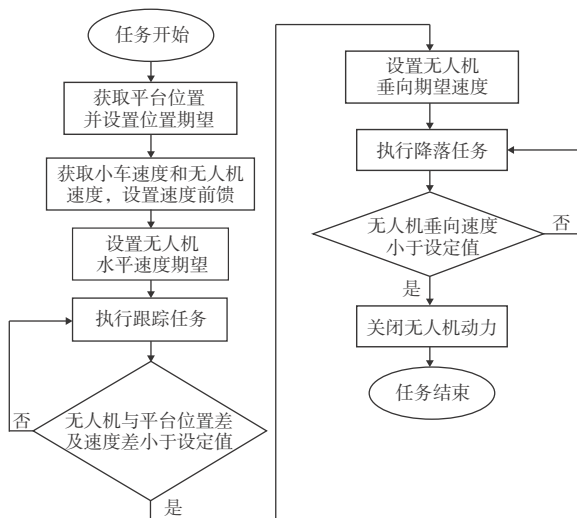 任务开始
获取平台位置
并设置位置期望
获取小车速度和无人机
速度，设置速度前馈
设置无人机
水平速度期望
执行跟踪任务
无人机与平台位置差
及速度差小于设定值
否
是
设置无人机
垂向期望速度
执行降落任务
无人机垂向速度
小于设定值
否
是
关闭无人机动力
任务结束